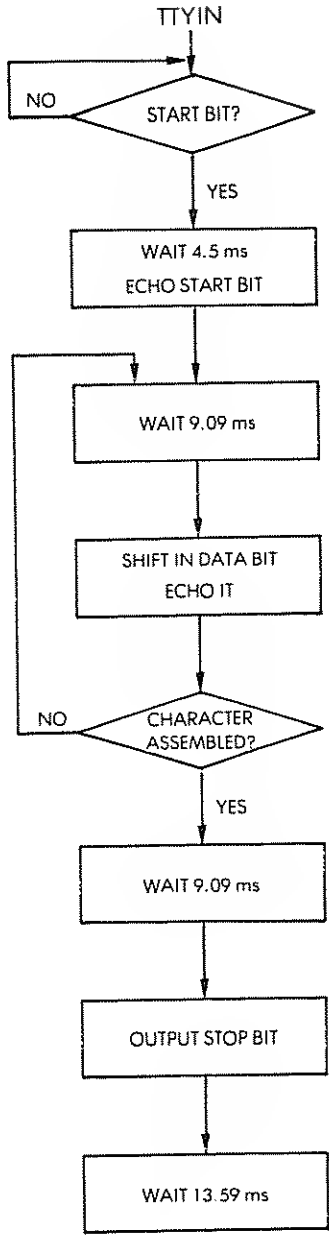 TTYIN
NO
START BIT?
YES
WAIT 4.5 ms
ECHO START BIT
WAIT 9.09 ms
SHIFT IN DATA BIT
ECHO IT
NO
CHARACTER
ASSEMBLED?
YES
WAIT 9.09 ms
OUTPUT STOP BIT
WAIT 13.59 ms